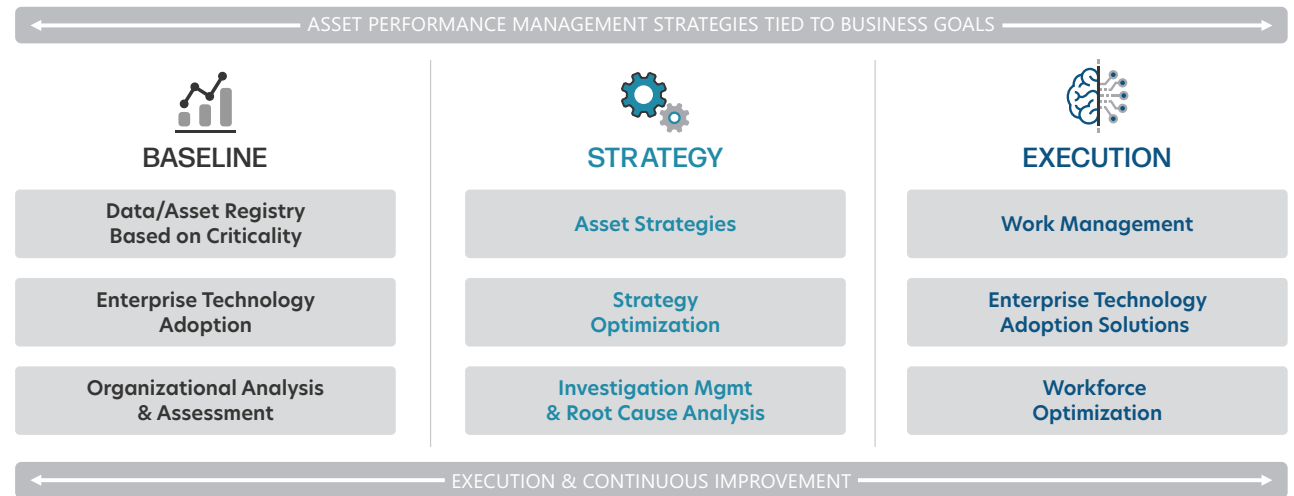 ASSET PERFORMANCE MANAGEMENT STRATEGIES TIED TO BUSINESS GOALS
BASELINE
Data/Asset Registry
Based on Criticality
Enterprise Technology
Adoption
Organizational Analysis
& Assessment
STRATEGY
Asset Strategies
Strategy
Optimization
Investigation Mgmt
& Root Cause Analysis
EXECUTION
Work Management
Enterprise Technology
Adoption Solutions
Workforce
Optimization
EXECUTION & CONTINUOUS IMPROVEMENT